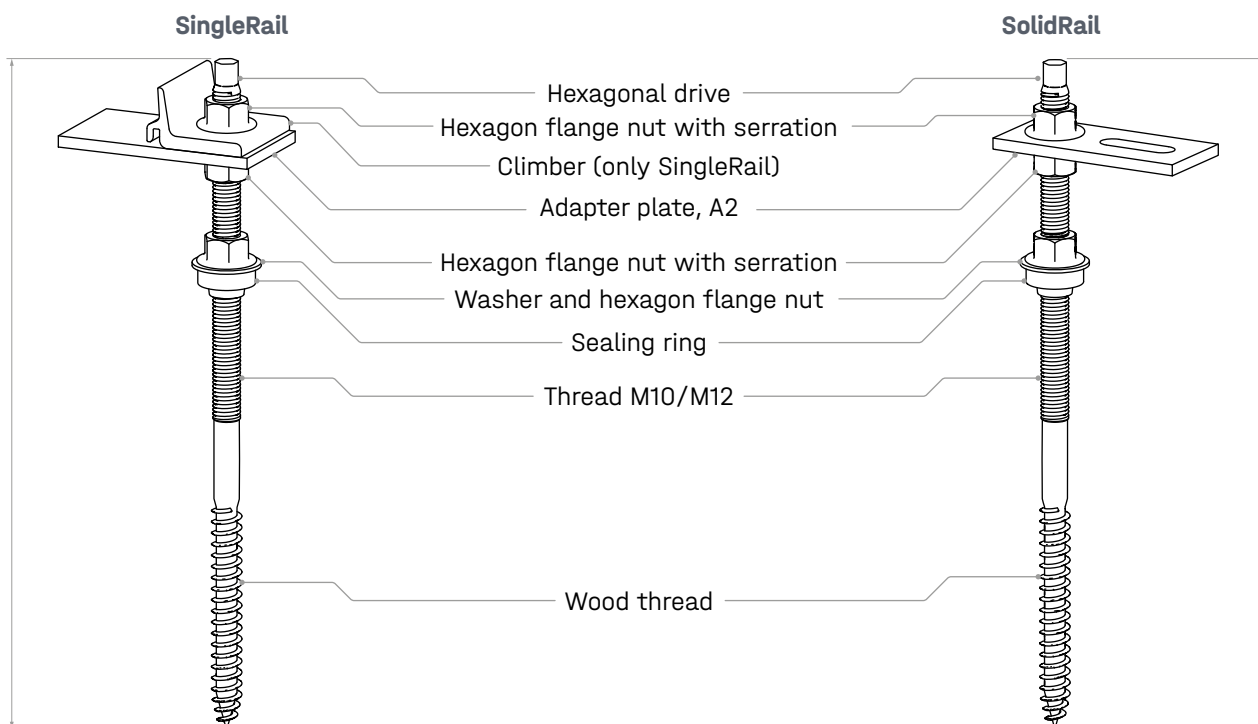 SingleRail
SolidRail
Hexagonal drive
Hexagon flange nut with serration
Climber (only SingleRail)
Adapter plate, A2
Hexagon flange nut with serration
Washer and hexagon flange nut
Sealing ring
Thread M10/M12
Wood thread